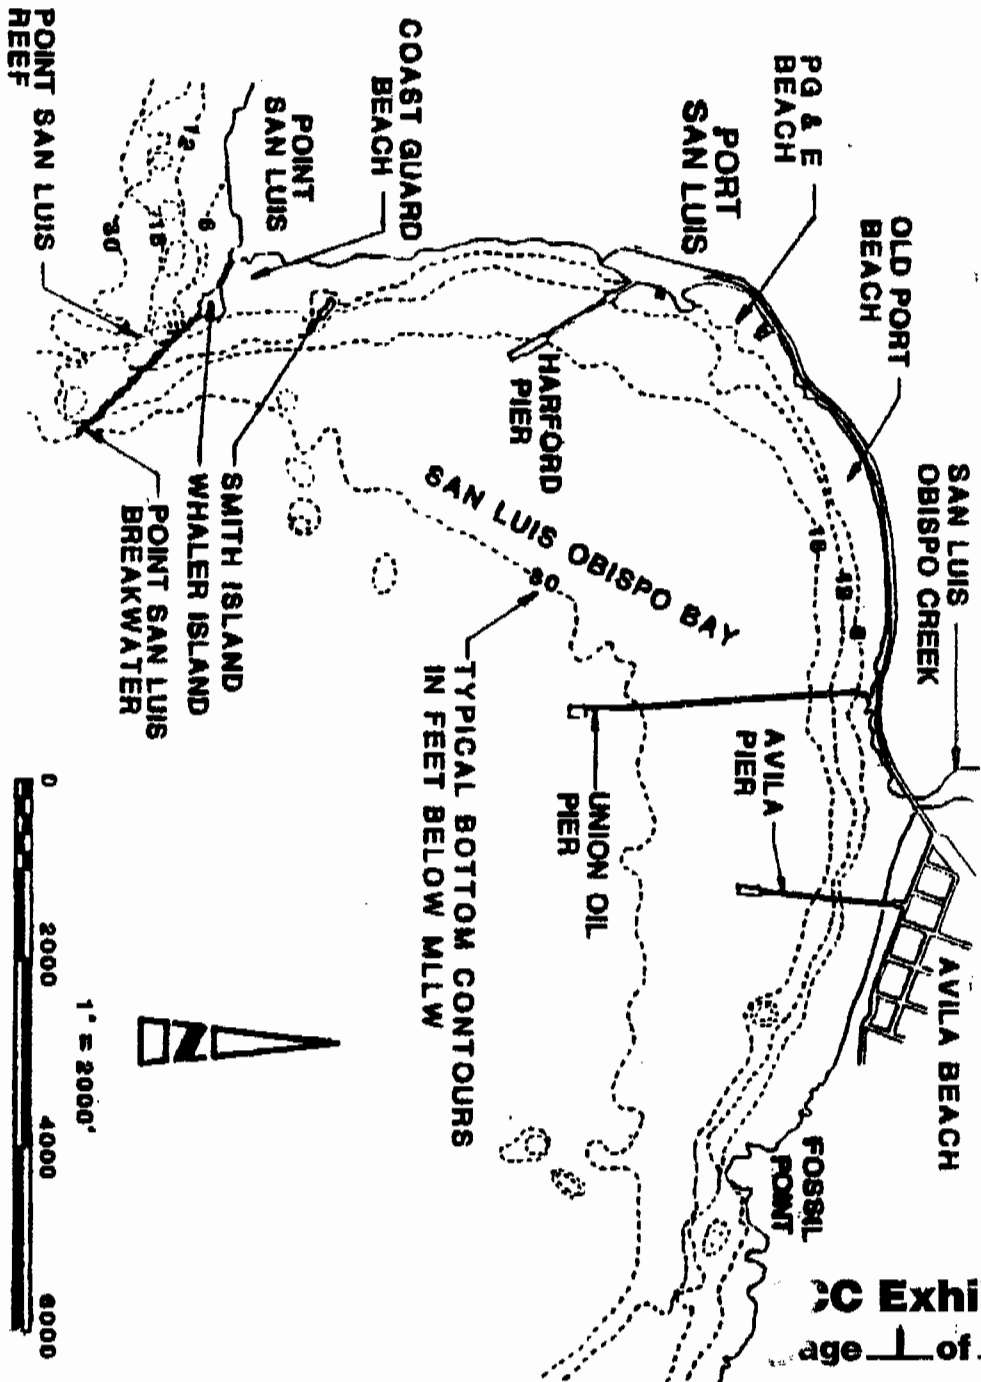 POINT SAN LUIS
REEF
COAST GUARD
BEACH
POINT
SAN LUIS
PORT
SAN LUIS
PG & E
BEACH
OLD PORT
BEACH
SAN LUIS
OBISPO CREEK
12
18
6
30
HARFORD
PIER
SAN LUIS OBISPO BAY
SMITH ISLAND
WHALER ISLAND
POINT SAN LUIS
BREAKWATER
18
12
6
30
TYPICAL BOTTOM CONTOURS
IN FEET BELOW MLLW
UNION OIL
PIER
AVILA
PIER
AVILA BEACH
FOSSIL
POINT
N
1" = 2000'
0 2000 4000 6000
CC Exhi
age 1 of